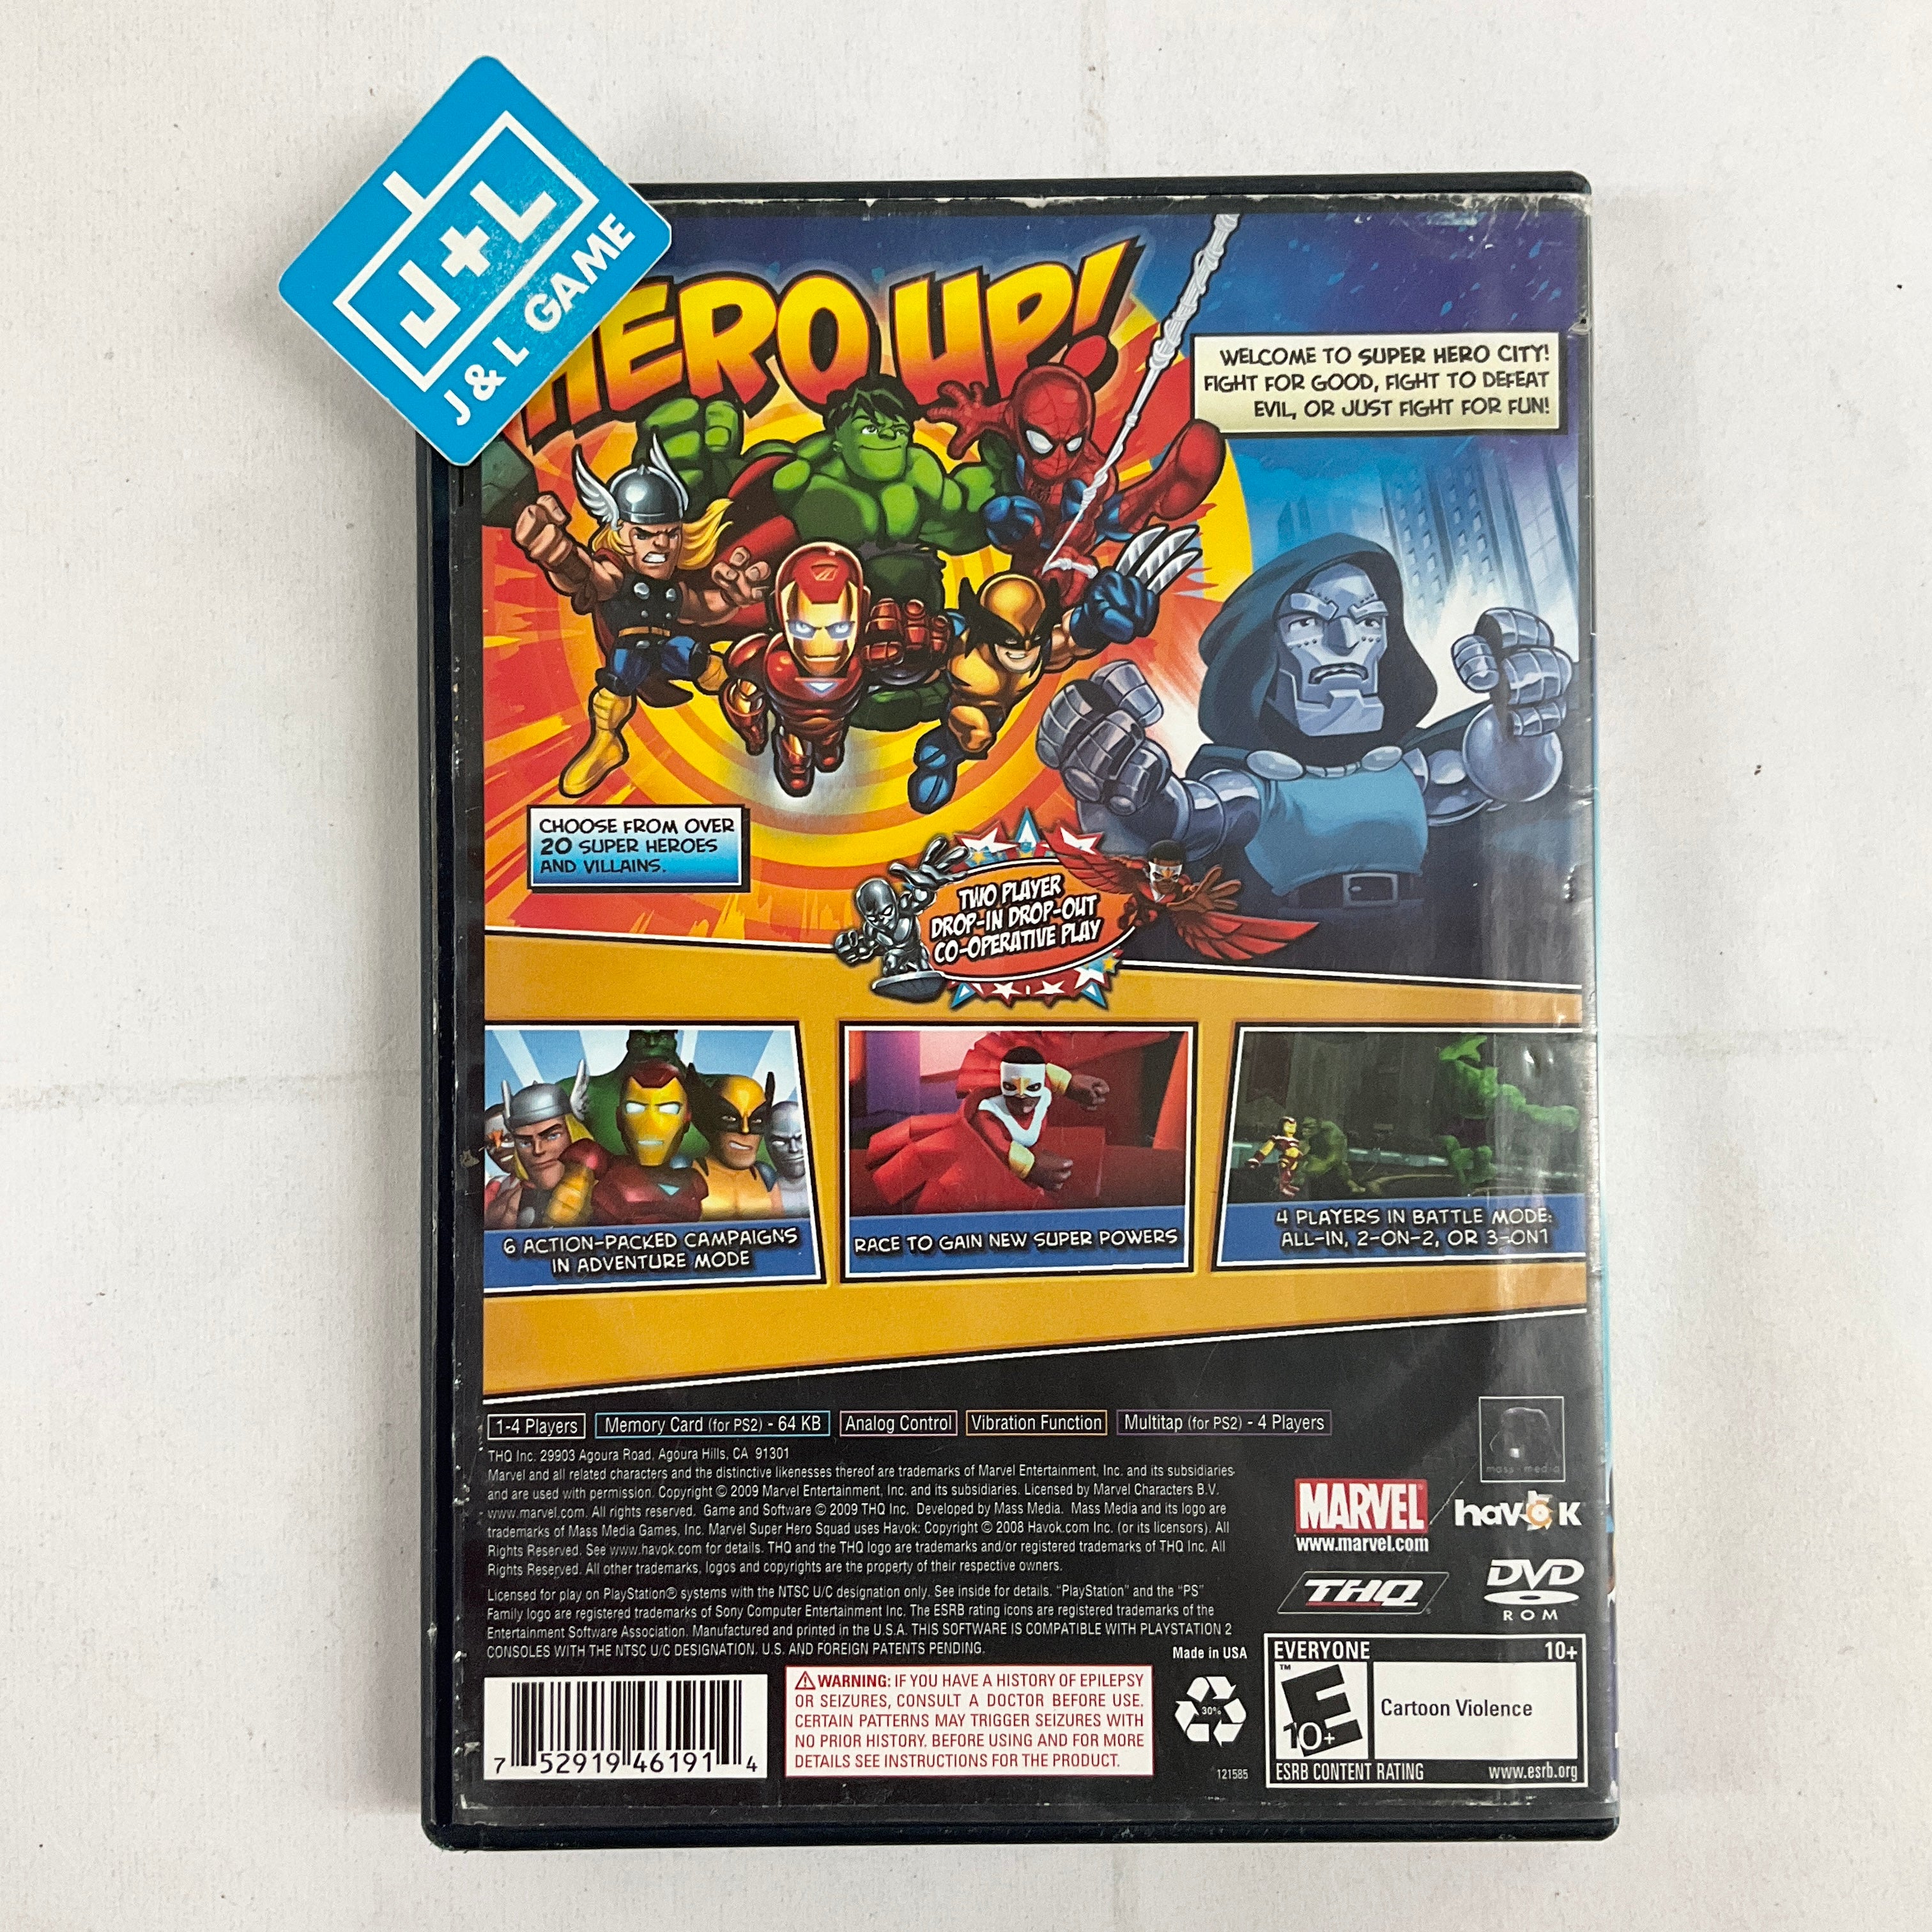 J+L
J & L GAME
HERO UP!
WELCOME TO SUPER HERO CITY!
FIGHT FOR GOOD, FIGHT TO DEFEAT
EVIL, OR JUST FIGHT FOR FUN!
CHOOSE FROM OVER
20 SUPER HEROES
AND VILLAINS.
TWO PLAYER
DROP-IN DROP-OUT
CO-OPERATIVE PLAY
6 ACTION-PACKED CAMPAIGNS
IN ADVENTURE MODE
RACE TO GAIN NEW SUPER POWERS
4 PLAYERS IN BATTLE MODE:
ALL-IN, 2-ON-2, OR 3-ON1
1-4 Players
Memory Card (for PS2) - 64 KB
Analog Control
Vibration Function
Multitap (for PS2) - 4 Players
THQ Inc. 29903 Agoura Road, Agoura Hills, CA 91301
Marvel and all related characters and the distinctive likenesses thereof are trademarks of Marvel Entertainment, Inc. and its subsidiaries
and are used with permission. Copyright © 2009 Marvel Entertainment, Inc. and its subsidiaries. Licensed by Marvel Characters B.V.
www.marvel.com. All rights reserved. Game and Software © 2009 THQ Inc. Developed by Mass Media. Mass Media and its logo are
trademarks of Mass Media Games, Inc. Marvel Super Hero Squad uses Havok: Copyright © 2008 Havok.com Inc. (or its licensors). All
Rights Reserved. See www.havok.com for details. THQ and the THQ logo are trademarks and/or registered trademarks of THQ Inc. All
Rights Reserved. All other trademarks, logos and copyrights are the property of their respective owners.
Licensed for play on PlayStation® systems with the NTSC U/C designation only. See inside for details. "PlayStation" and the "PS"
Family logo are registered trademarks of Sony Computer Entertainment Inc. The ESRB rating icons are registered trademarks of the
Entertainment Software Association. Manufactured and printed in the U.S.A. THIS SOFTWARE IS COMPATIBLE WITH PLAYSTATION 2
CONSOLES WITH THE NTSC U/C DESIGNATION. U.S. AND FOREIGN PATENTS PENDING.
mass media
MARVEL
www.marvel.com
havok
THQ
DVD
ROM
Made in USA
30%
121585
7 52919 46191 4
WARNING: IF YOU HAVE A HISTORY OF EPILEPSY
OR SEIZURES, CONSULT A DOCTOR BEFORE USE.
CERTAIN PATTERNS MAY TRIGGER SEIZURES WITH
NO PRIOR HISTORY. BEFORE USING AND FOR MORE
DETAILS SEE INSTRUCTIONS FOR THE PRODUCT.
EVERYONE 10+
E
10+
™
Cartoon Violence
ESRB CONTENT RATING www.esrb.org